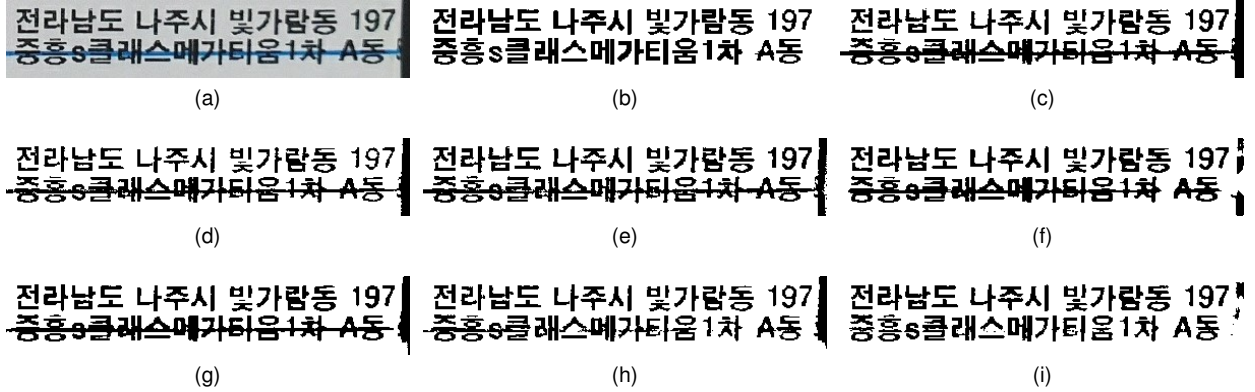 전라남도 나주시 빛가람동 197
중흥s클래스메가티움1차 A동
(a)
전라남도 나주시 빛가람동 197
중흥s클래스메가티움1차 A동
(b)
전라남도 나주시 빛가람동 197
중흥s클래스메가티움1차 A동
(c)
전라남도 나주시 빛가람동 197
중흥s클래스메가티움1차 A동
(d)
전라남도 나주시 빛가람동 197
중흥s클래스메가티움1차 A동
(e)
전라남도 나주시 빛가람동 197
중흥s클래스메가티움1차 A동
(f)
전라남도 나주시 빛가람동 197
중흥s클래스메가티움1차 A동
(g)
전라남도 나주시 빛가람동 197
중흥s클래스메가티움1차 A동
(h)
전라남도 나주시 빛가람동 197
중흥s클래스메가티움1차 A동
(i)